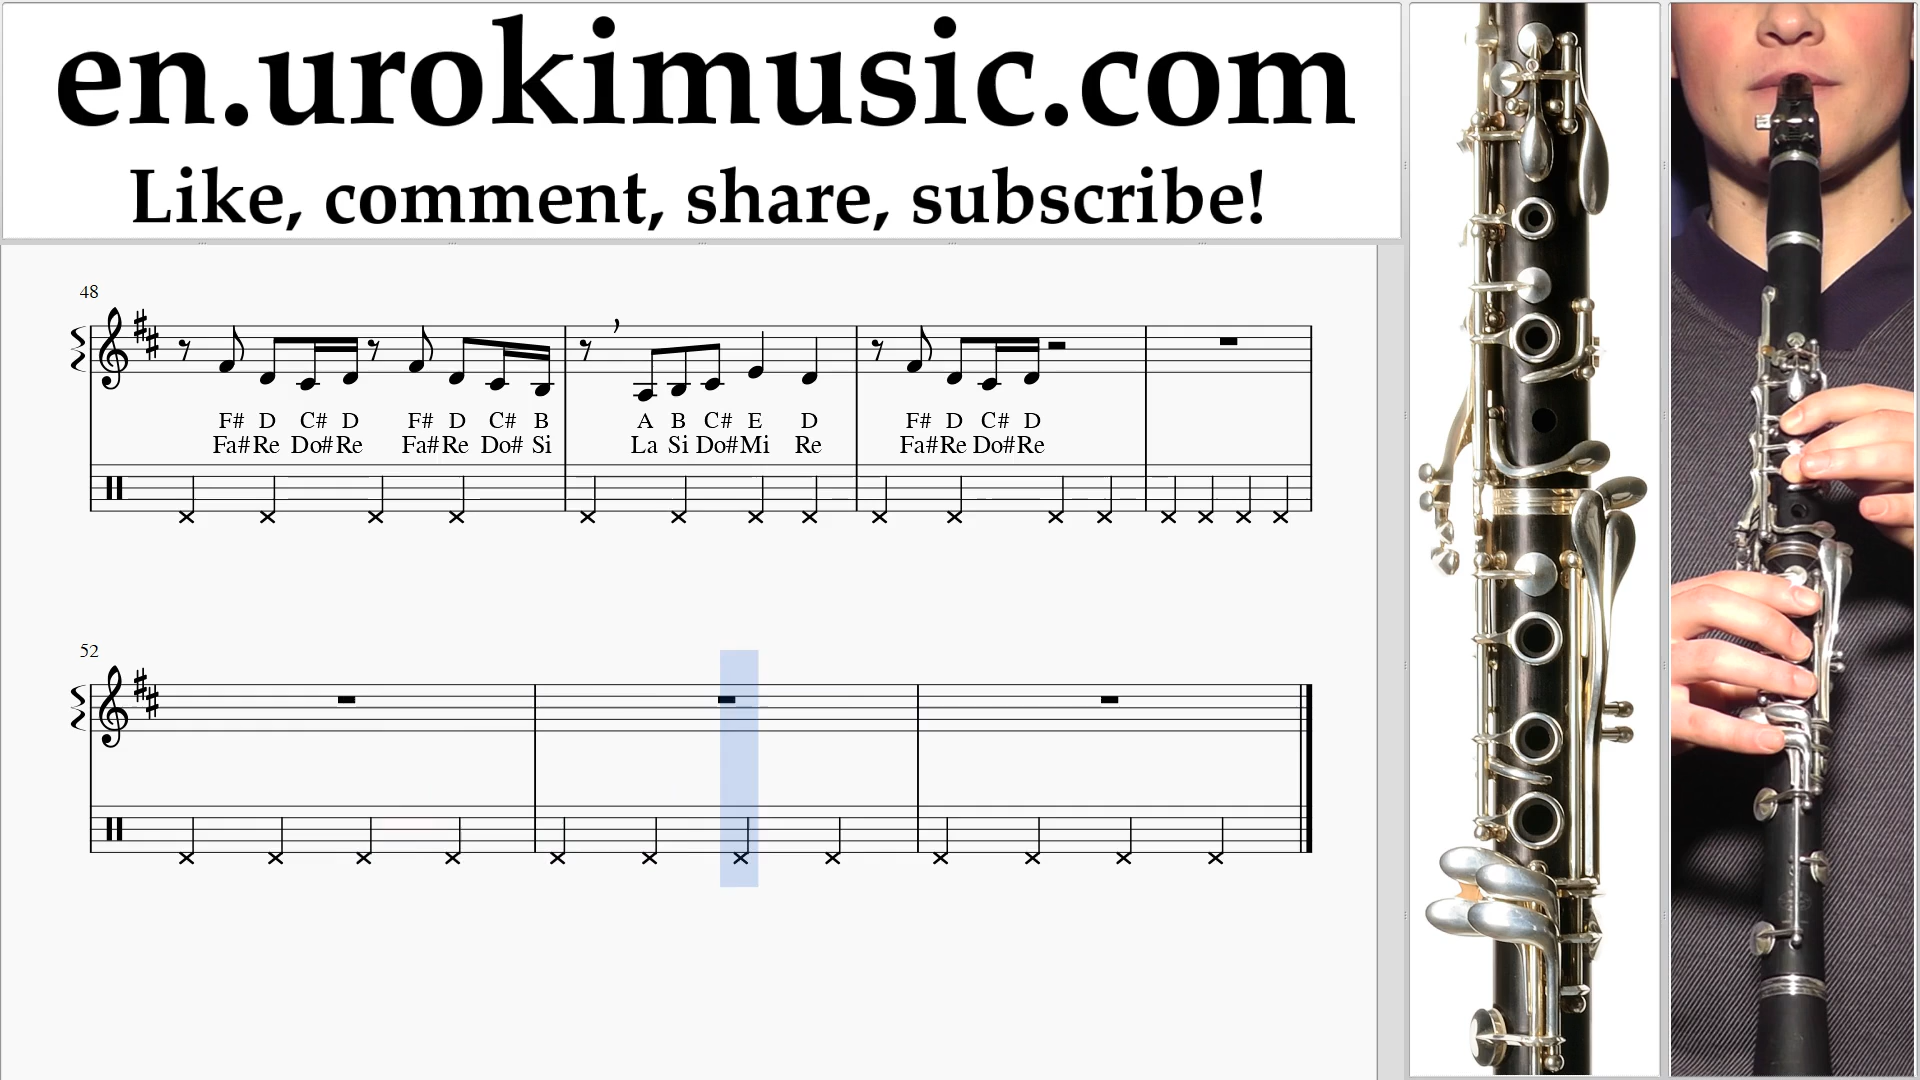 en.urokimusic.com
Like, comment, share, subscribe!
48
F# D C# D F# D C# B A B C# E D F# D C# D
Fa# Re Do# Re Fa# Re Do# Si La Si Do# Mi Re Fa# Re Do# Re
52